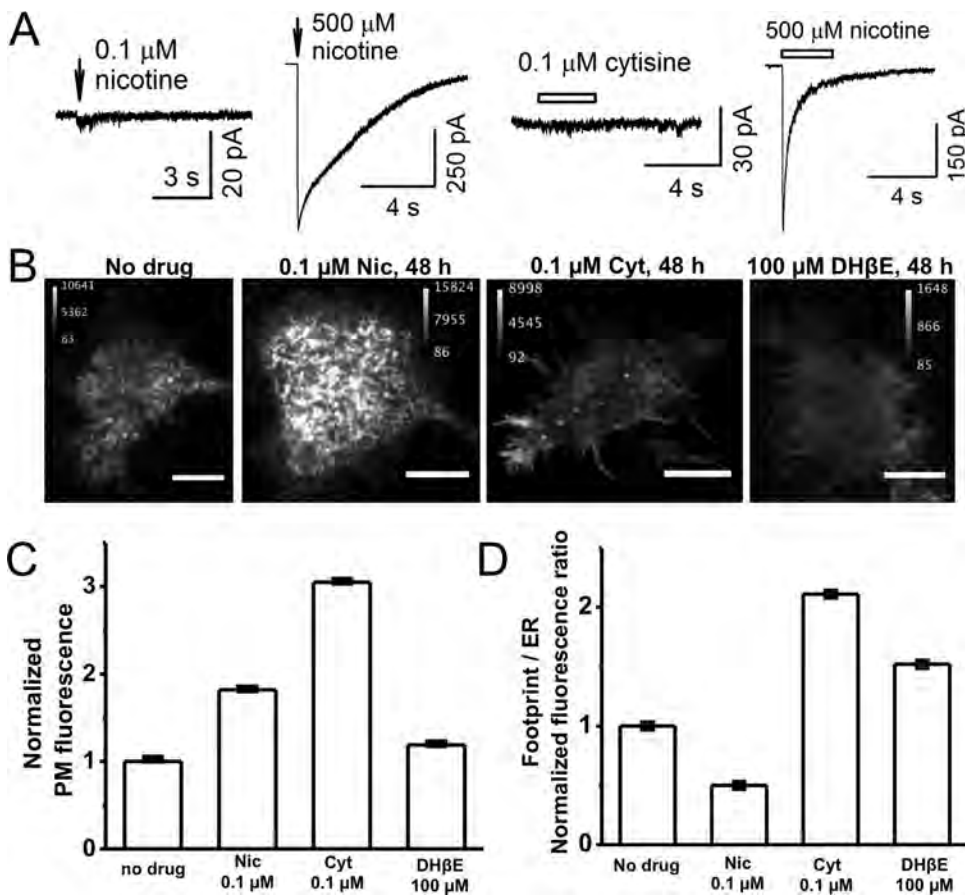 A
0.1 µM
nicotine
3 s
20 pA
500 µM
nicotine
4 s
250 pA
0.1 µM cytisine
4 s
30 pA
500 µM nicotine
4 s
150 pA
B
No drug
10641
5362
63
0.1 µM Nic, 48 h
15824
7955
86
0.1 µM Cyt, 48 h
8998
4545
92
100 µM DHβE, 48 h
1648
866
85
C
Normalized
PM fluorescence
3
2
1
0
no drug
Nic
0.1 µM
Cyt
0.1 µM
DHβE
100 µM
D
Footprint / ER
Normalized fluorescence ratio
2
1
0
No drug
Nic
0.1 µM
Cyt
0.1 µM
DHβE
100 µM